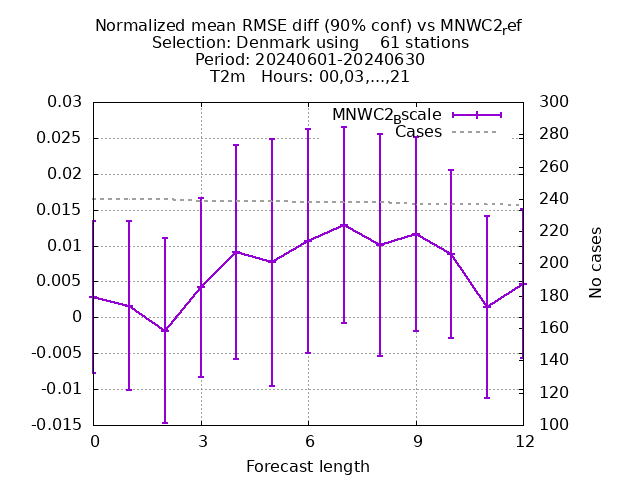 Normalized mean RMSE diff (90% conf) vs MNWC2ref
Selection: Denmark using    61 stations
Period: 20240601-20240630
T2m   Hours: 00,03,...,21
MNWC2Bscale
Cases
0.03
0.025
0.02
0.015
0.01
0.005
0
-0.005
-0.01
-0.015
300
280
260
240
220
200
180
160
140
120
100
No cases
0 3 6 9 12
Forecast length